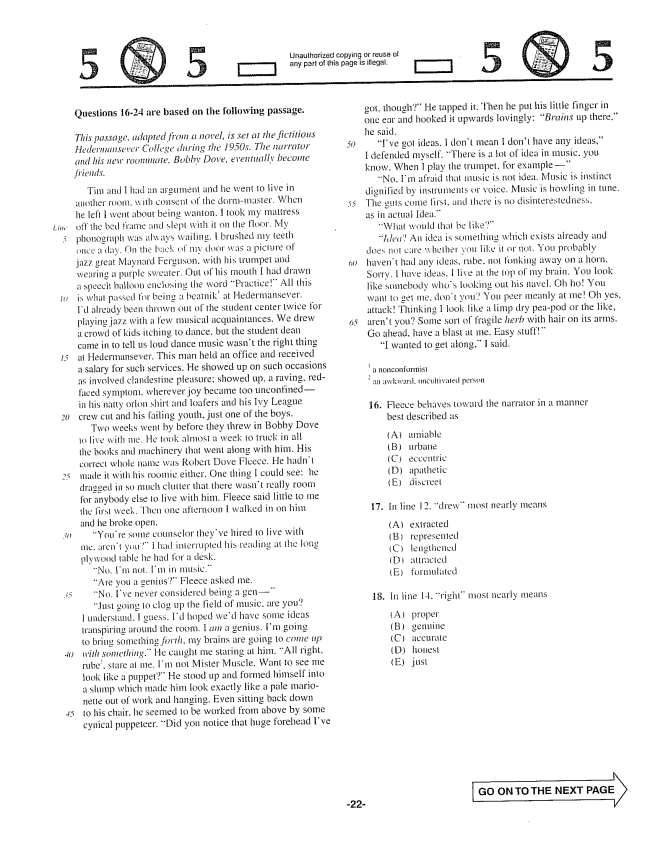 5 5 Unauthorized copying or reuse of
any part of this page is illegal. 5 5
Questions 16-24 are based on the following passage.
This passage, adapted from a novel, is set at the fictitious
Hedermansever College during the 1950s. The narrator
and his new roommate, Bobby Dove, eventually become
friends.
Tim and I had an argument and he went to live in
another room, with consent of the dorm-master. When
he left I went about being wanton. I took my mattress
Line off the bed frame and slept with it on the floor. My
5 phonograph was always wailing. I brushed my teeth
once a day. On the back of my door was a picture of
jazz great Maynard Ferguson, with his trumpet and
wearing a purple sweater. Out of his mouth I had drawn
a speech balloon enclosing the word “Practice!” All this
10 is what passed for being a beatnik1 at Hedermansever.
I’d already been thrown out of the student center twice for
playing jazz with a few musical acquaintances. We drew
a crowd of kids itching to dance, but the student dean
came in to tell us loud dance music wasn’t the right thing
15 at Hedermansever. This man held an office and received
a salary for such services. He showed up on such occasions
as involved clandestine pleasure; showed up, a raving, red-
faced symptom, wherever joy became too unconfined—
in his natty orlon shirt and loafers and his Ivy League
20 crew cut and his failing youth, just one of the boys.
Two weeks went by before they threw in Bobby Dove
to live with me. He took almost a week to truck in all
the books and machinery that went along with him. His
correct whole name was Robert Dove Fleece. He hadn’t
25 made it with his roomie either. One thing I could see: he
dragged in so much clutter that there wasn’t really room
for anybody else to live with him. Fleece said little to me
the first week. Then one afternoon I walked in on him
and he broke open.
30 “You’re some counselor they’ve hired to live with
me, aren’t you?” I had interrupted his reading at the long
plywood table he had for a desk.
“No, I’m not. I’m in music.”
“Are you a genius?” Fleece asked me.
35 “No. I’ve never considered being a gen—”
“Just going to clog up the field of music, are you?
I understand. I guess. I’d hoped we’d have some ideas
transpiring around the room. I am a genius. I’m going
to bring something forth, my brains are going to come up
40 with something.” He caught me staring at him. “All right,
rube2, stare at me. I’m not Mister Muscle. Want to see me
look like a puppet?” He stood up and formed himself into
a slump which made him look exactly like a pale mario-
nette out of work and hanging. Even sitting back down
45 to his chair, he seemed to be worked from above by some
cynical puppeteer. “Did you notice that huge forehead I’ve
got, though?” He tapped it. Then he put his little finger in
one ear and hooked it upwards lovingly: “Brains up there,”
he said.
50 “I’ve got ideas. I don’t mean I don’t have any ideas,”
I defended myself. “There is a lot of idea in music, you
know. When I play the trumpet, for example—”
“No, I’m afraid that music is not idea. Music is instinct
dignified by instruments or voice. Music is howling in tune.
55 The guts come first, and there is no disinterestedness,
as in actual Idea.”
“What would that be like?”
“Idea? An idea is something which exists already and
does not care whether you like it or not. You probably
60 haven’t had any ideas, rube, not fonking away on a horn.
Sorry. I have ideas. I live at the top of my brain. You look
like somebody who’s looking out his navel. Oh ho! You
want to get me, don’t you? You peer meanly at me! Oh yes,
attack! Thinking I look like a limp dry pea-pod or the like,
65 aren’t you? Some sort of fragile herb with hair on its arms.
Go ahead, have a blast at me. Easy stuff!”
“I wanted to get along,” I said.
1 a nonconformist
2 an awkward, uncultivated person
16. Fleece behaves toward the narrator in a manner
best described as
(A) amiable
(B) urbane
(C) eccentric
(D) apathetic
(E) discreet
17. In line 12, “drew” most nearly means
(A) extracted
(B) represented
(C) lengthened
(D) attracted
(E) formulated
18. In line 14, “right” most nearly means
(A) proper
(B) genuine
(C) accurate
(D) honest
(E) just
GO ON TO THE NEXT PAGE
-22-